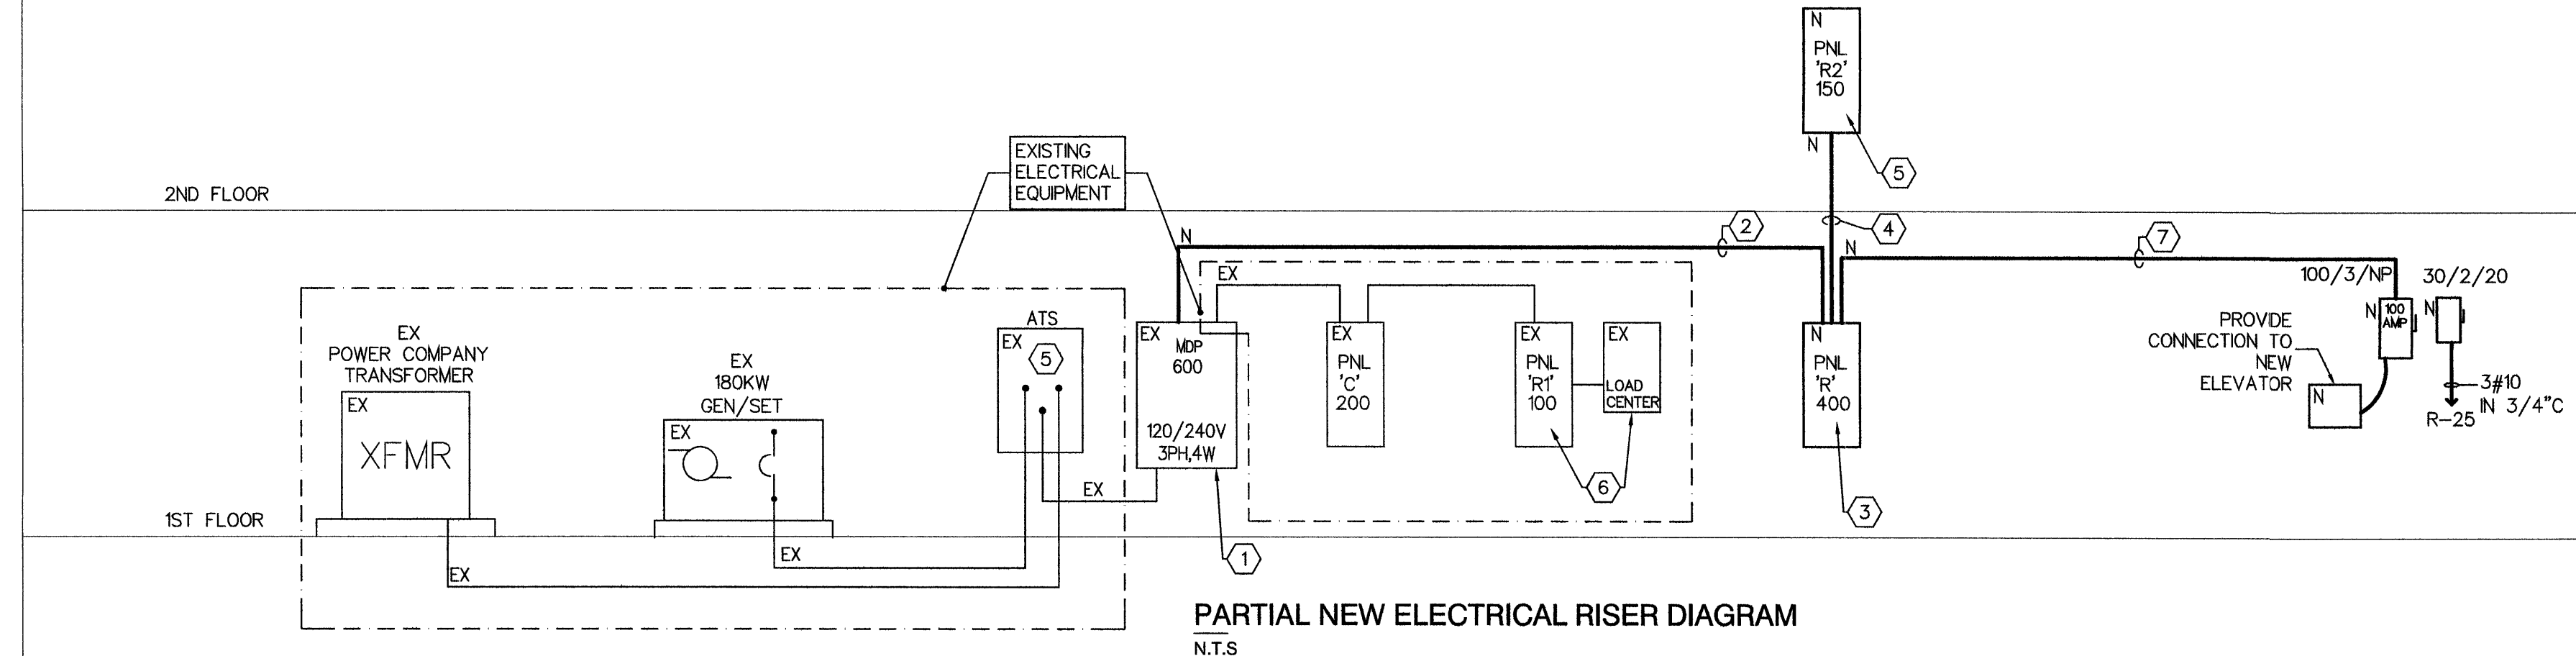 N
PNL
'R2'
150
N
5
EXISTING
ELECTRICAL
EQUIPMENT
2ND FLOOR
4
2
N
N
7
EX
100/3/NP
30/2/20
EX
POWER COMPANY
TRANSFORMER
EX
XFMR
EX
180KW
GEN/SET
EX
ATS
EX
5
EX
MDP
600
120/240V
3PH,4W
EX
PNL
'C'
200
EX
PNL
'R1'
100
EX
LOAD
CENTER
N
PNL
'R'
400
PROVIDE
CONNECTION TO
NEW
ELEVATOR
N
N
100
AMP
N
3#10
IN 3/4"C
R-25
EX
6
3
1ST FLOOR
EX
EX
1
PARTIAL NEW ELECTRICAL RISER DIAGRAM
N.T.S